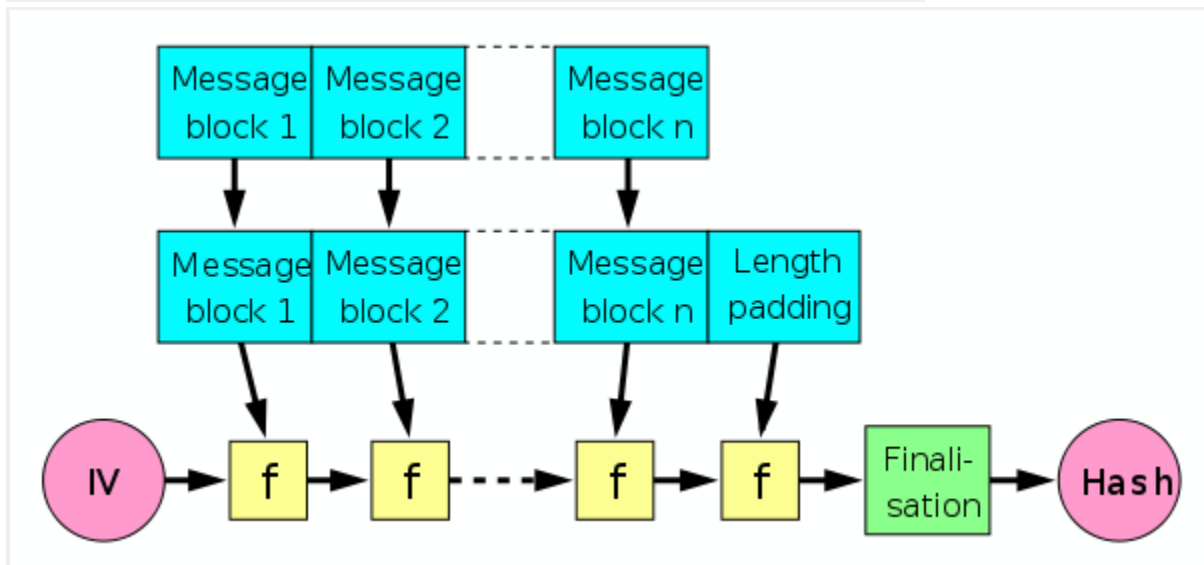 Message
block 1
Message
block 2
Message
block n
Message
block 1
Message
block 2
Message
block n
Length
padding
IV
f
f
f
f
Finali-
sation
Hash